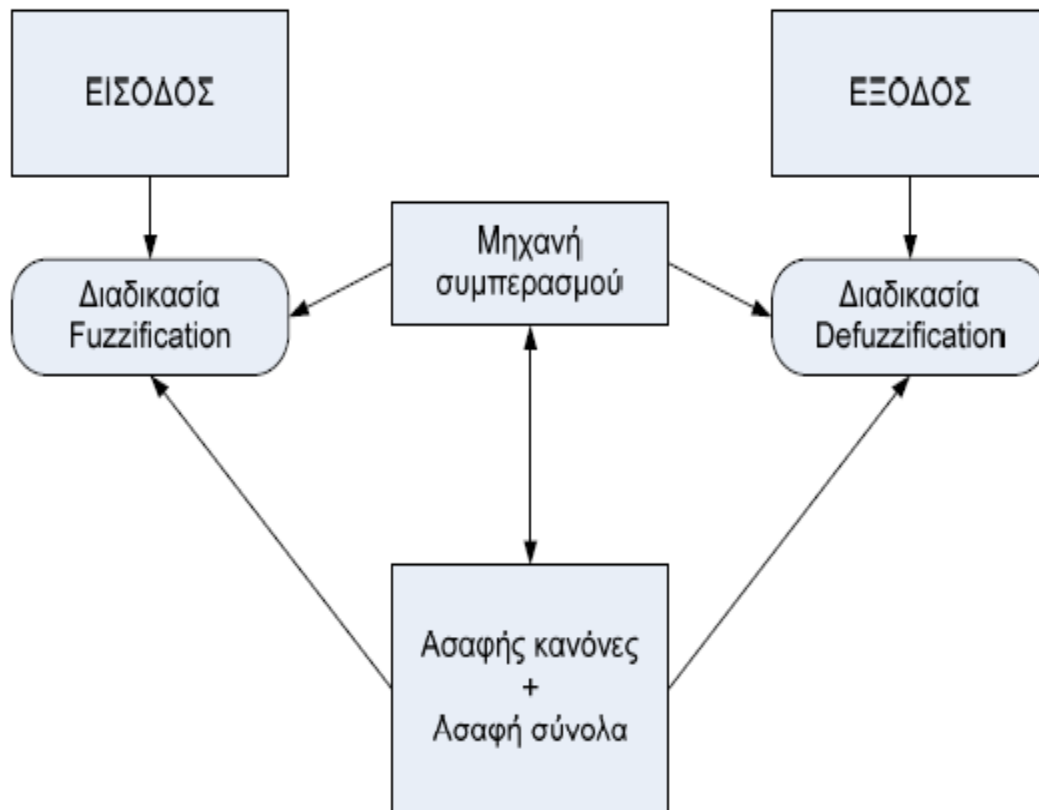 ΕΙΣΟΔΟΣ
ΕΞΟΔΟΣ
Μηχανή
συμπερασμού
Διαδικασία
Fuzzification
Διαδικασία
Defuzzification
Ασαφής κανόνες
+
Ασαφή σύνολα